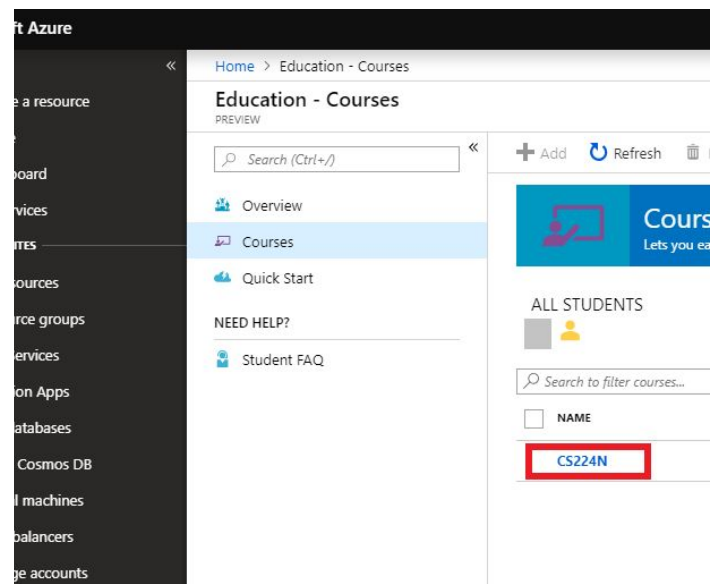 ft Azure
Home > Education - Courses
e a resource
Education - Courses
PREVIEW
Search (Ctrl+/)
Add Refresh
board
Overview
Cours
vices
Lets you ea
Courses
ources
Quick Start
ALL STUDENTS
rce groups
NEED HELP?
ervices
Student FAQ
Search to filter courses...
ion Apps
NAME
atabases
CS224N
Cosmos DB
l machines
balancers
ge accounts